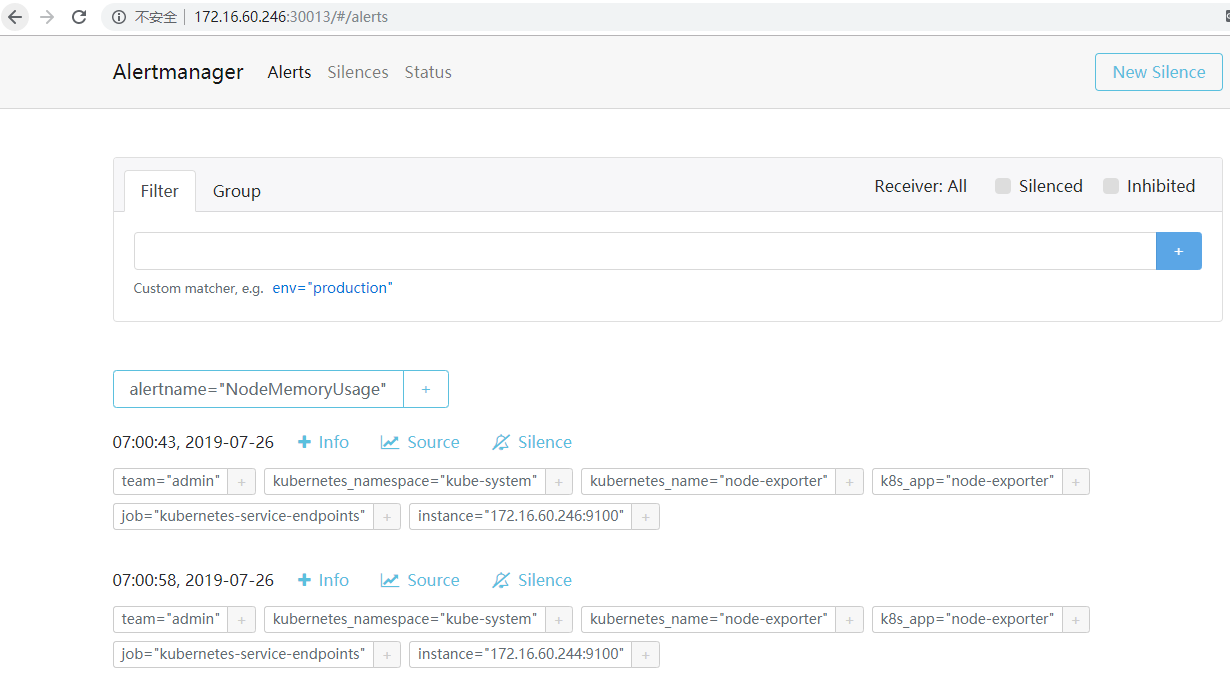 不安全 172.16.60.246:30013/#/alerts
Alertmanager Alerts Silences Status New Silence
Filter Group Receiver: All Silenced Inhibited
+
Custom matcher, e.g. env="production"
alertname="NodeMemoryUsage" +
07:00:43, 2019-07-26 + Info Source Silence
team="admin" + kubernetes_namespace="kube-system" + kubernetes_name="node-exporter" + k8s_app="node-exporter" +
job="kubernetes-service-endpoints" + instance="172.16.60.246:9100" +
07:00:58, 2019-07-26 + Info Source Silence
team="admin" + kubernetes_namespace="kube-system" + kubernetes_name="node-exporter" + k8s_app="node-exporter" +
job="kubernetes-service-endpoints" + instance="172.16.60.244:9100" +